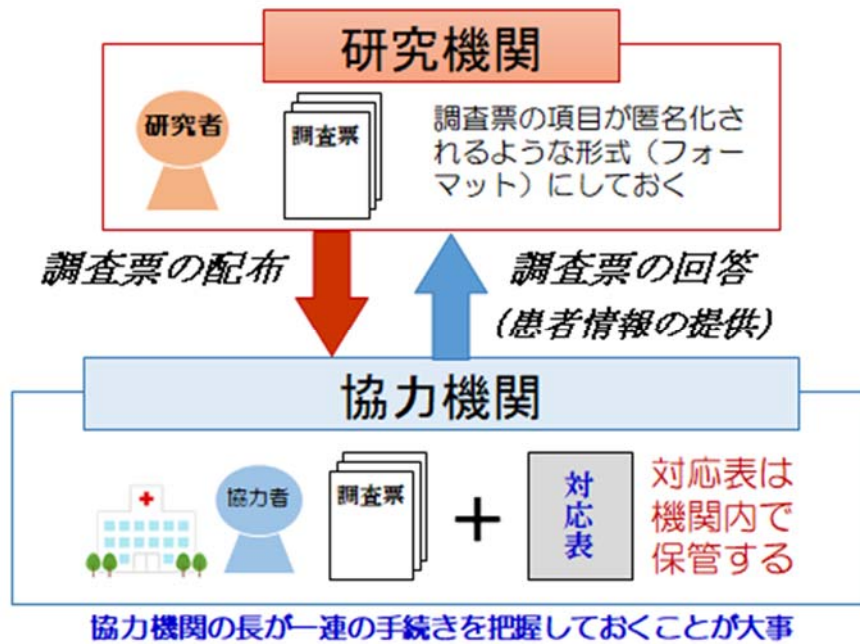 研究機関
研究者
調査票
調査票の項目が匿名化さ
れるような形式（フォー
マット）にしておく
調査票の配布
調査票の回答
(患者情報の提供)
協力機関
協力者
調査票
+
対応表
対応表は
機関内で
保管する
協力機関の長が一連の手続きを把握しておくことが大事